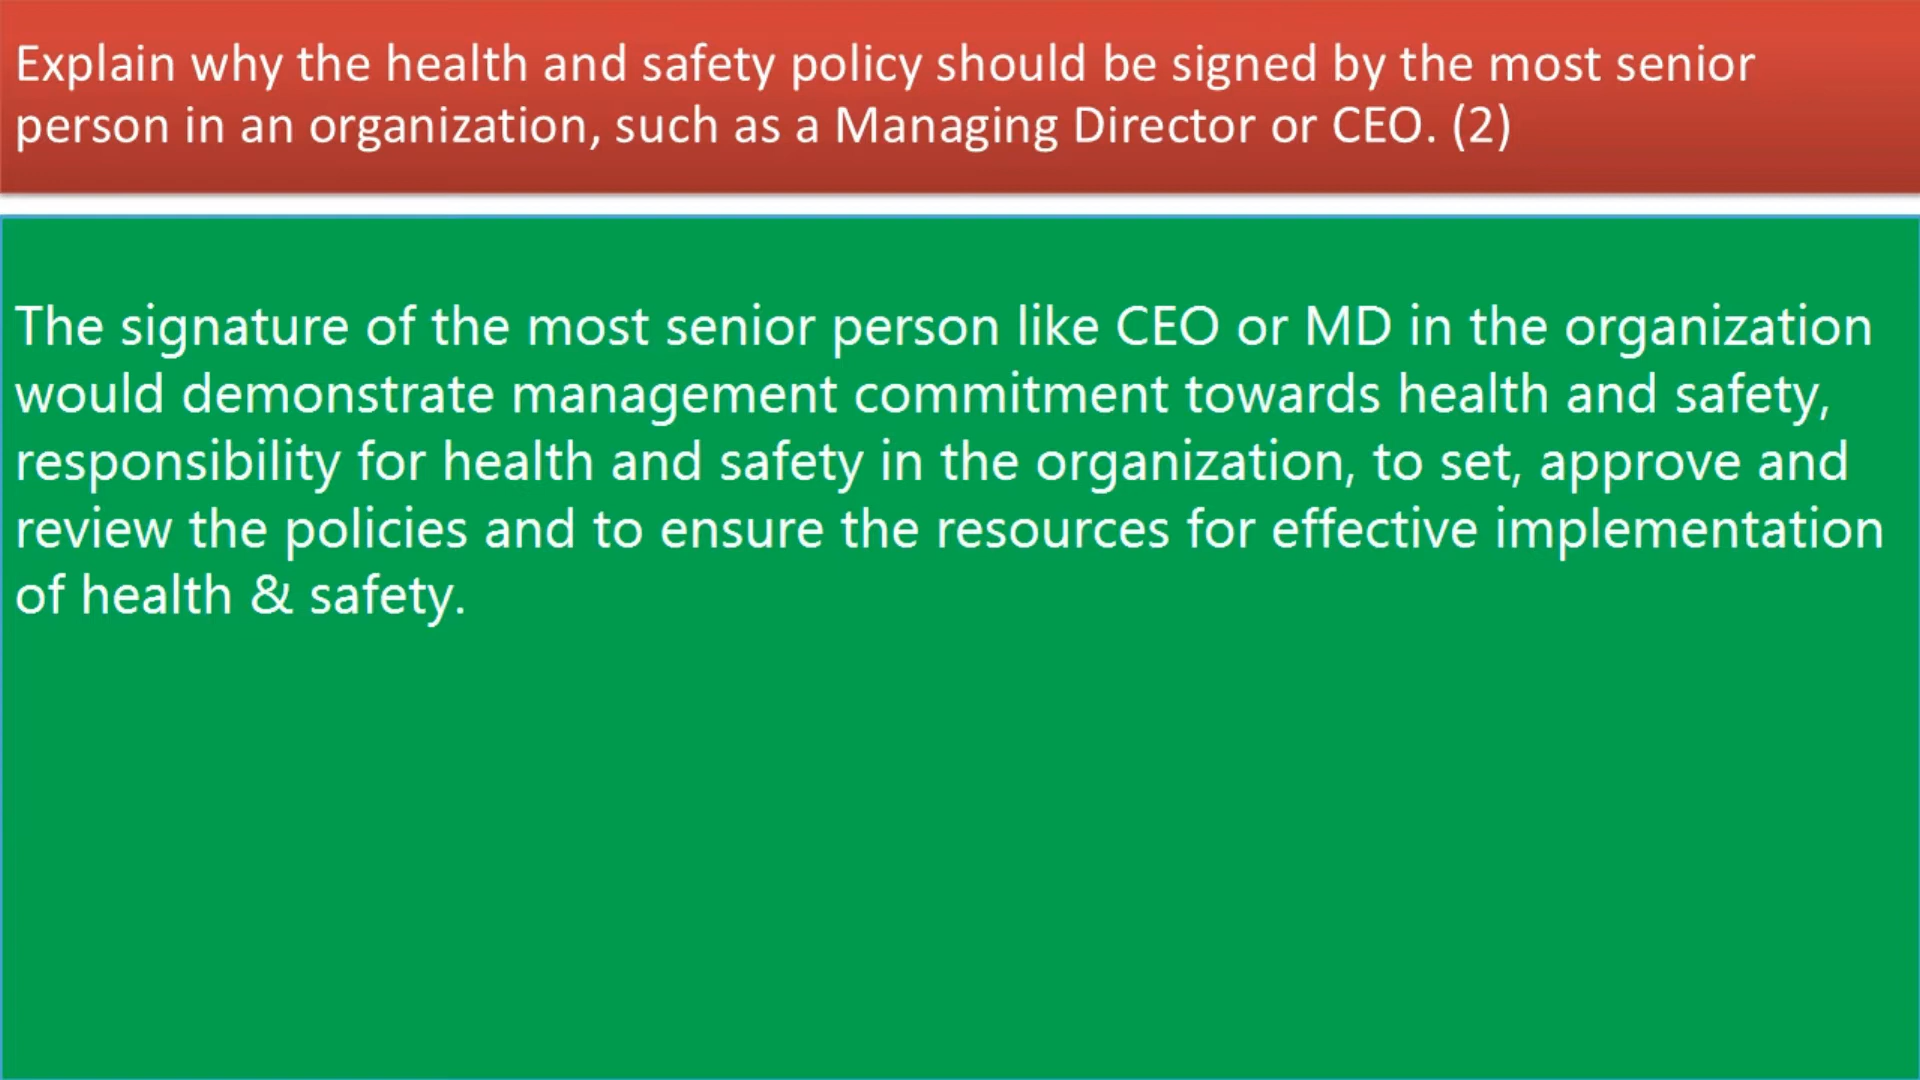 Explain why the health and safety policy should be signed by the most senior
person in an organization, such as a Managing Director or CEO. (2)
The signature of the most senior person like CEO or MD in the organization
would demonstrate management commitment towards health and safety,
responsibility for health and safety in the organization, to set, approve and
review the policies and to ensure the resources for effective implementation
of health & safety.